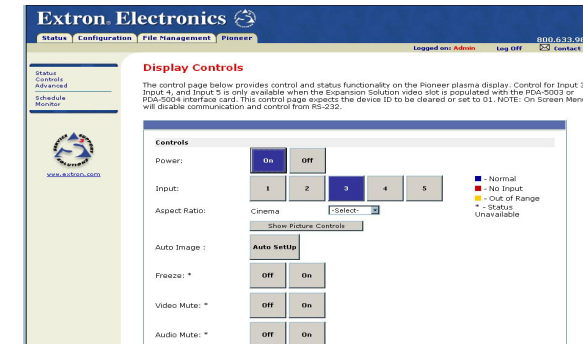 Extron. Electronics
Status Configuration File Management Pioneer
800.633.98
Logged on: Admin Log Off Contact
Status
Controls
Advanced
Schedule
Monitor
www.extron.com
Display Controls
The control page below provides control and status functionality on the Pioneer plasma display. Control for Input 3
Input 4, and Input 5 is only available when the Expansion Solution video slot is populated with the PDA-5003 or
PDA-5004 interface card. This control page expects the device ID to be cleared or set to 01. NOTE: On Screen Menu
will disable communication and control from RS-232.
Controls
Power: On Off
Input: 1 2 3 4 5
- Normal
- No Input
- Out of Range
* - Status
Unavailable
Aspect Ratio: Cinema -Select-
Show Picture Controls
Auto Image : Auto SetUp
Freeze: * Off On
Video Mute: * Off On
Audio Mute: * Off On